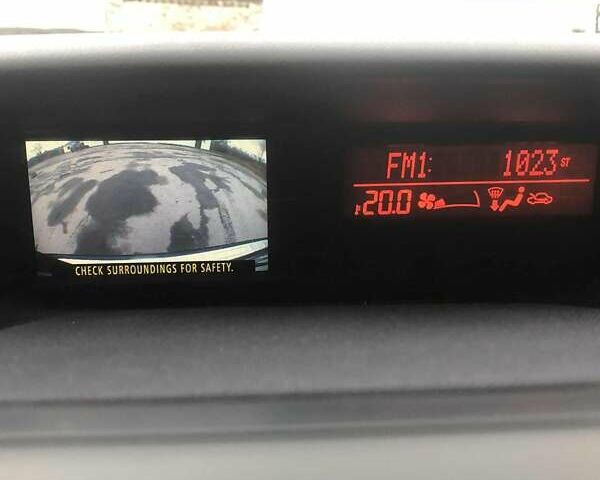 FM1: 1023 ST
20.0
CHECK SURROUNDINGS FOR SAFETY.